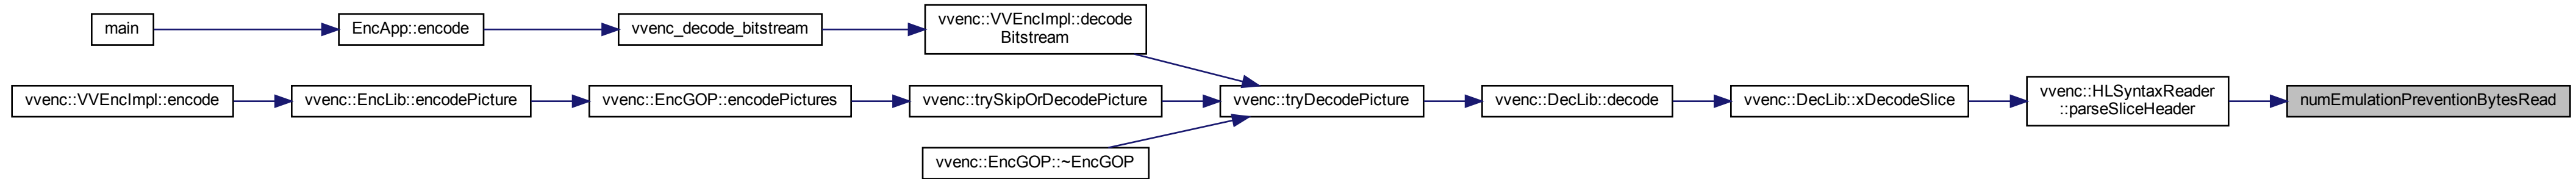 main
EncApp::encode
vvenc_decode_bitstream
vvenc::VVEncImpl::decode
Bitstream
vvenc::VVEncImpl::encode
vvenc::EncLib::encodePicture
vvenc::EncGOP::encodePictures
vvenc::trySkipOrDecodePicture
vvenc::tryDecodePicture
vvenc::DecLib::decode
vvenc::DecLib::xDecodeSlice
vvenc::HLSyntaxReader
::parseSliceHeader
numEmulationPreventionBytesRead
vvenc::EncGOP::~EncGOP